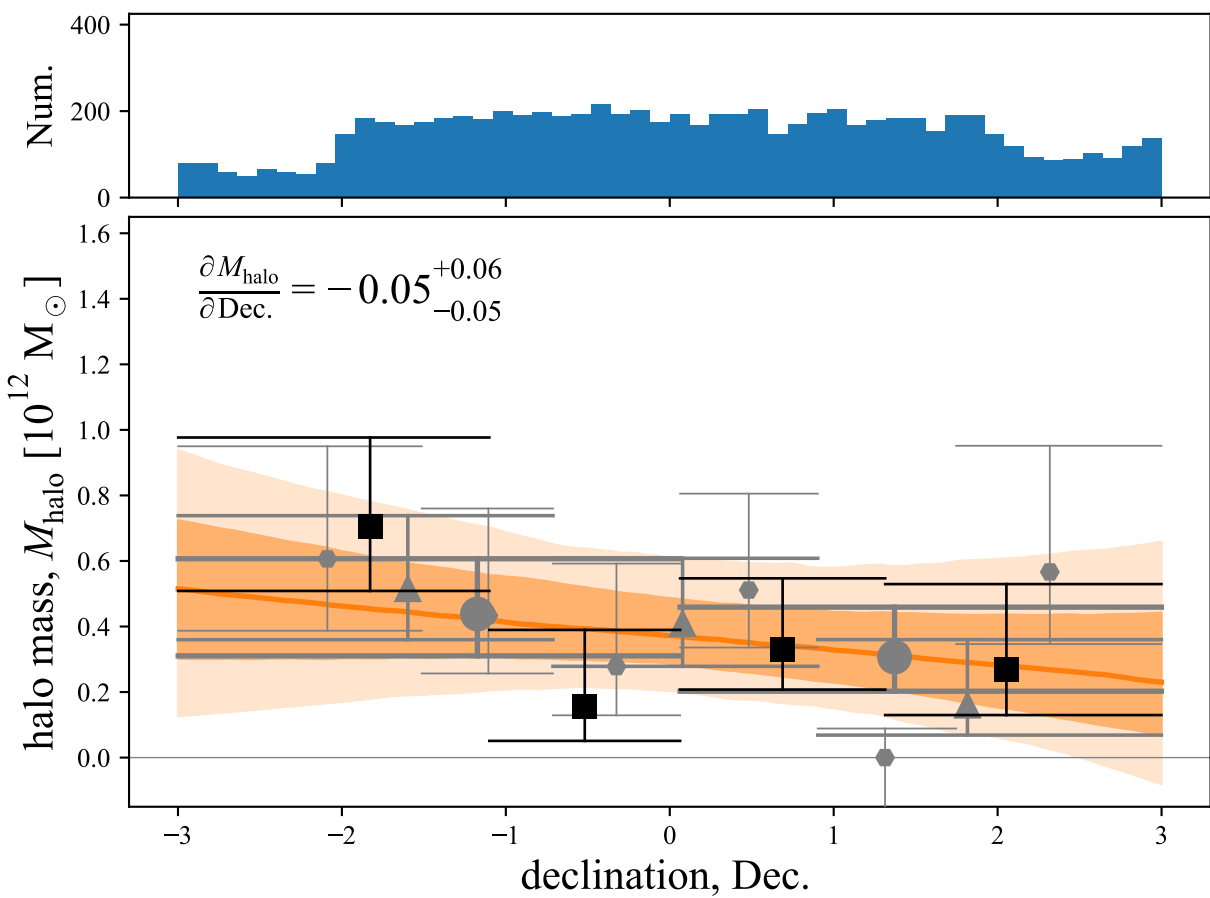 400
200
0
Num.
1.6
1.4
1.2
1.0
0.8
0.6
0.4
0.2
0.0
halo mass, M_halo [10^12 M_⊙]
∂M_halo / ∂Dec. = −0.05 +0.06 −0.05
−3 −2 −1 0 1 2 3
declination, Dec.